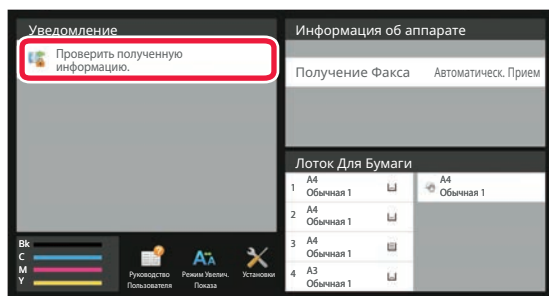 Уведомление
Проверить полученную
информацию.
Информация об аппарате
Получение Факса Автоматическ. Прием
Лоток Для Бумаги
1 A4
Обычная 1
2 A4
Обычная 1
3 A4
Обычная 1
4 A3
Обычная 1
A4
Обычная 1
Bk
C
M
Y
Руководство
Пользователя
Режим Увелич.
Показа
Установки